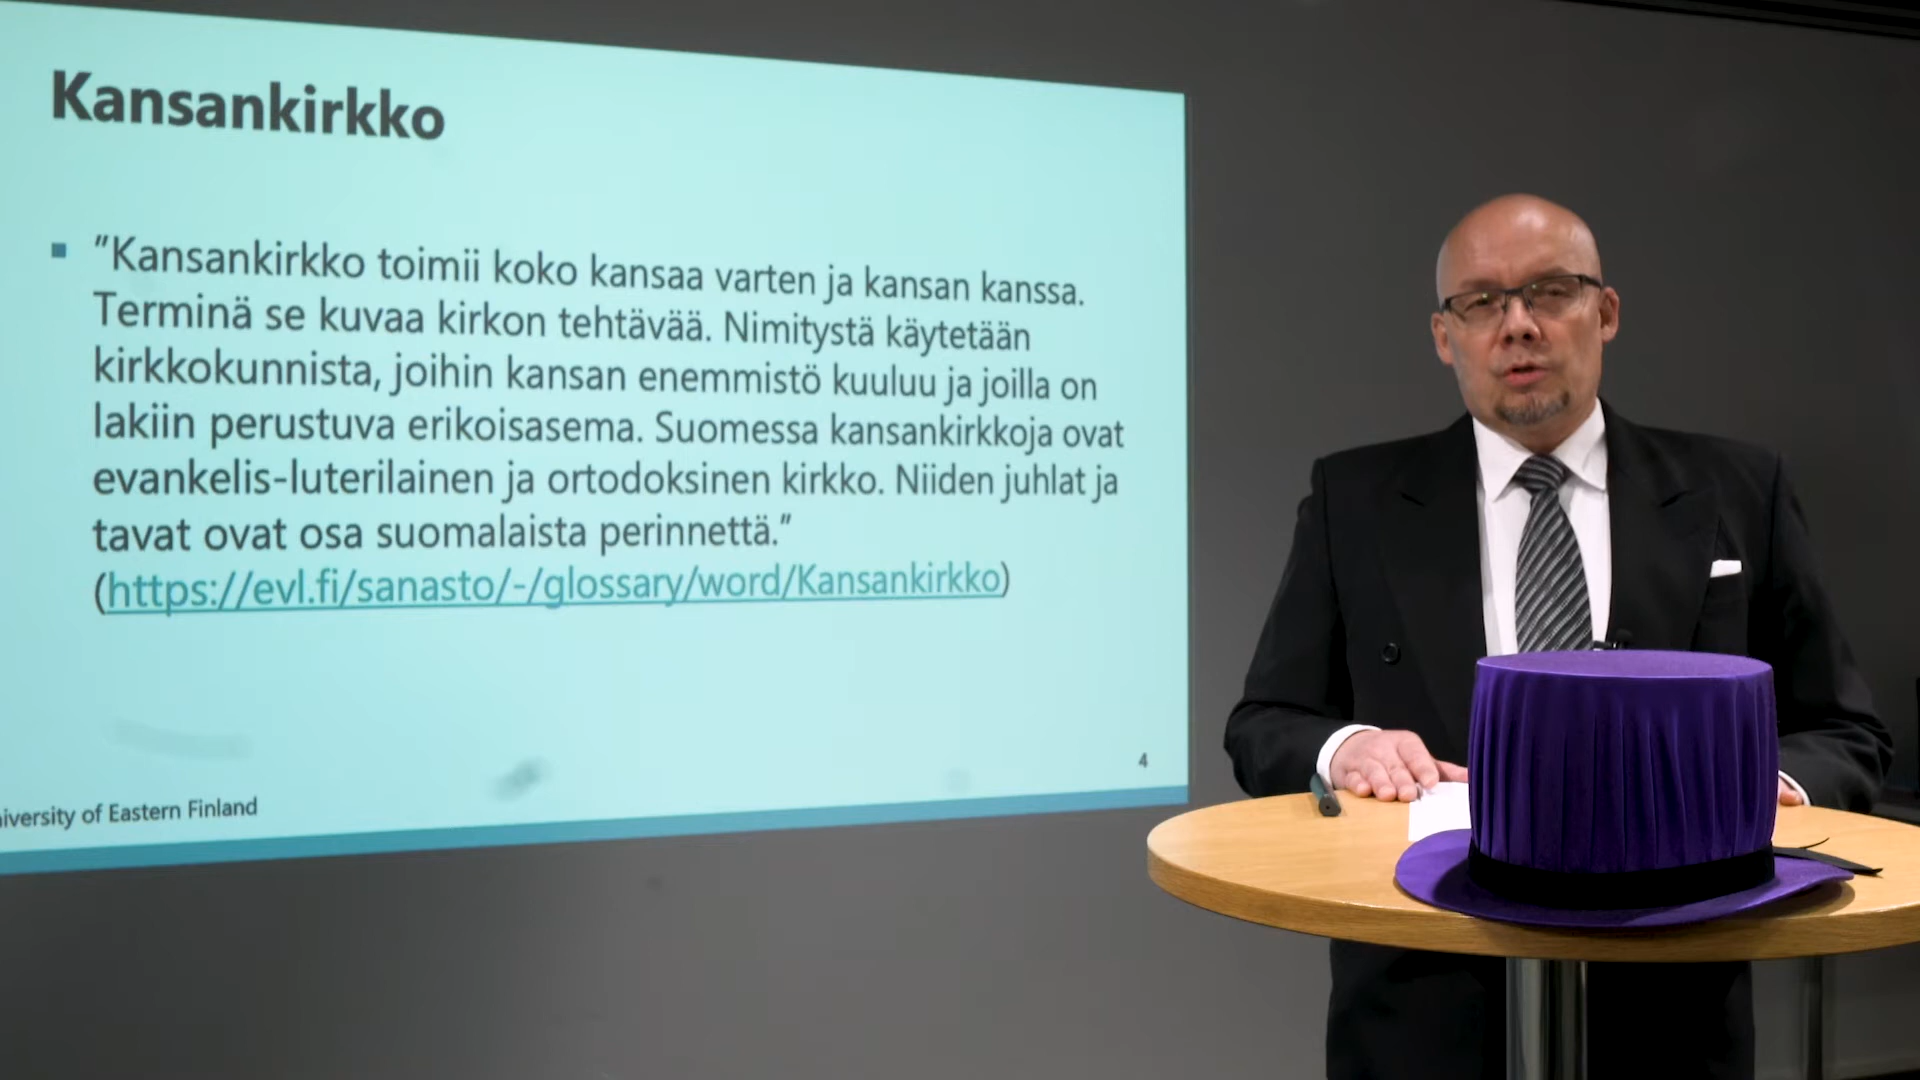 Kansankirkko
"Kansankirkko toimii koko kansaa varten ja kansan kanssa.
Terminä se kuvaa kirkon tehtävää. Nimitystä käytetään
kirkkokunnista, joihin kansan enemmistö kuuluu ja joilla on
lakiin perustuva erikoisasema. Suomessa kansankirkkoja ovat
evankelis-luterilainen ja ortodoksinen kirkko. Niiden juhlat ja
tavat ovat osa suomalaista perinnettä."
(https://evl.fi/sanasto/-/glossary/word/Kansankirkko)
4
iversity of Eastern Finland